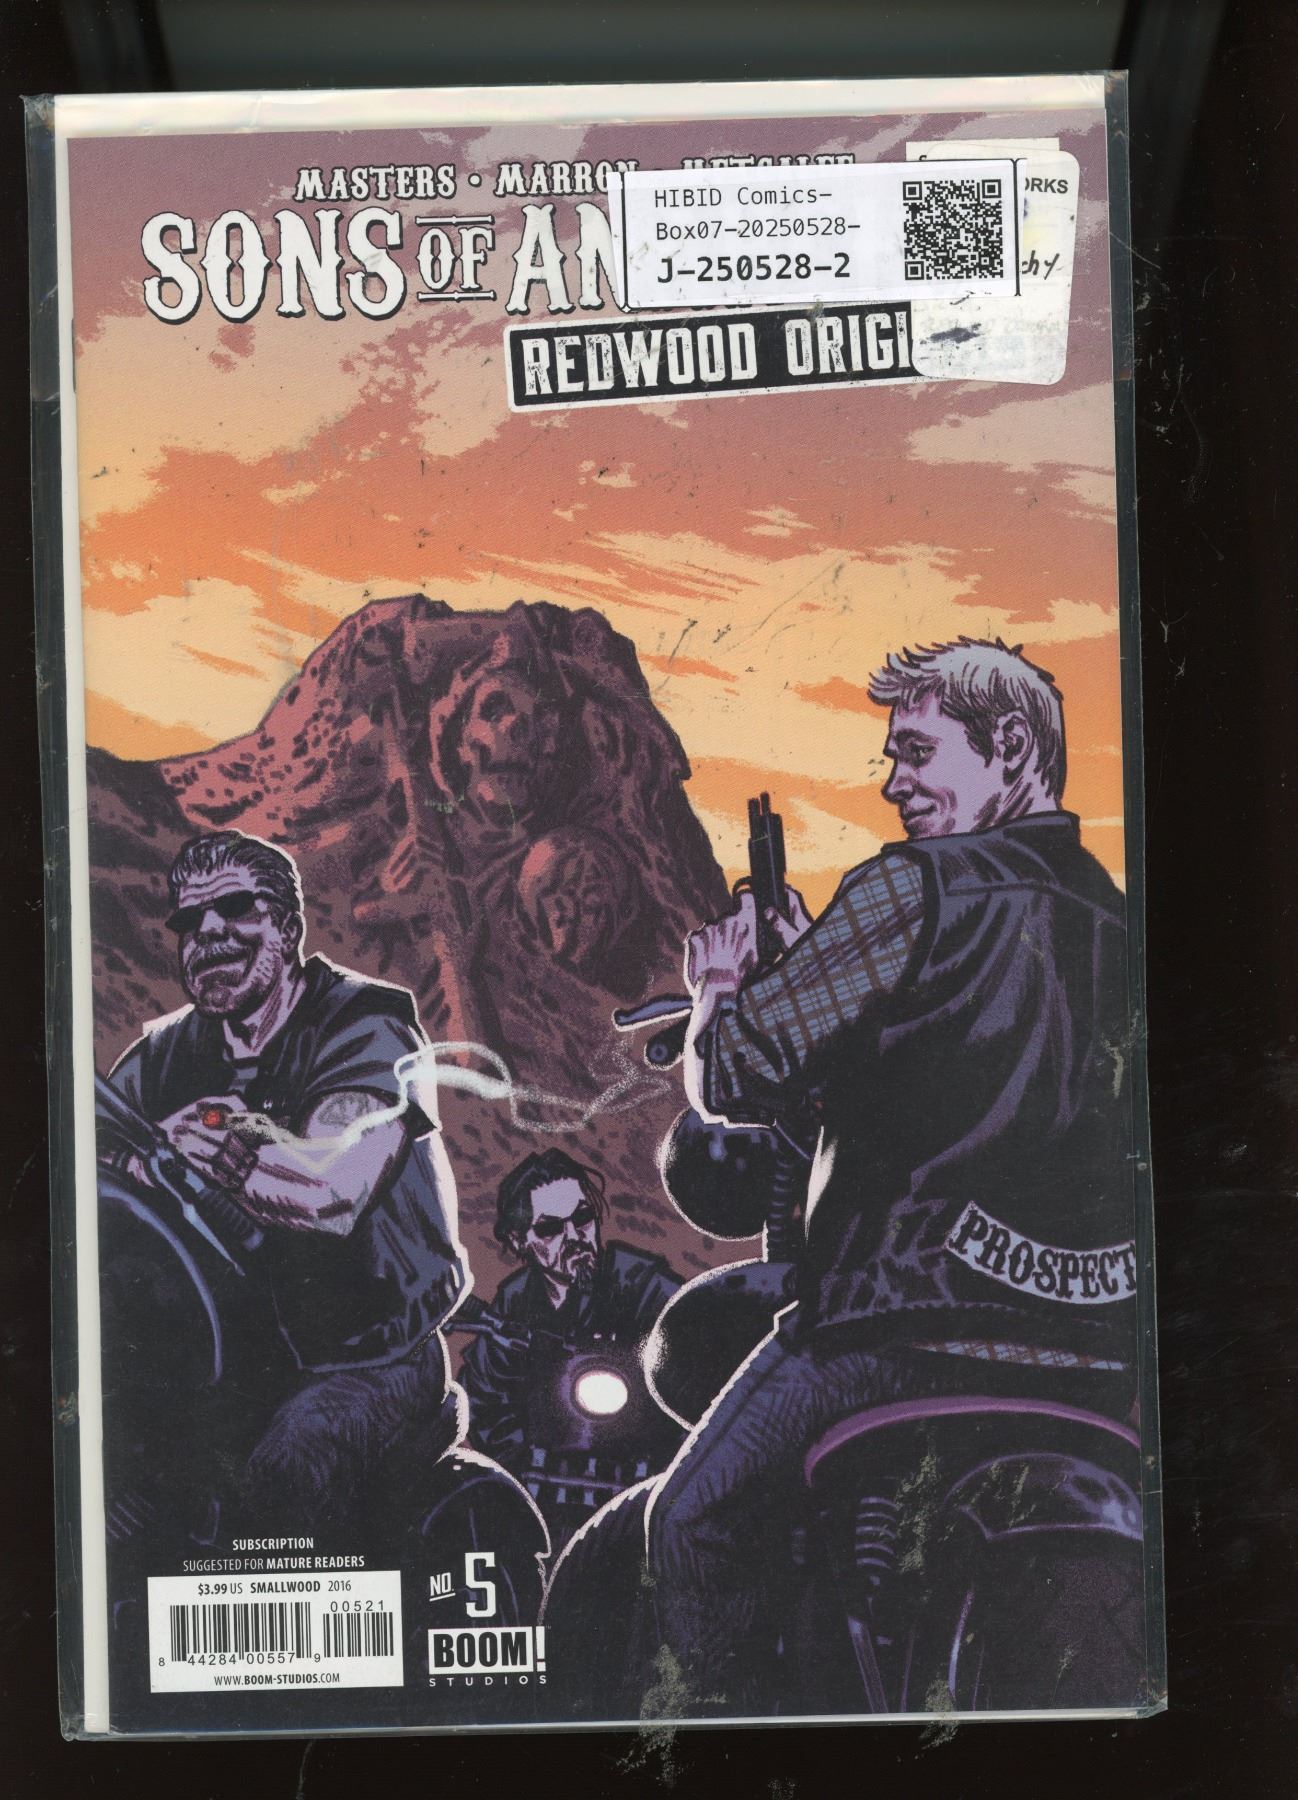 MASTERS • MARRON • METCALFE
SONS OF AN
REDWOOD ORIGI
HIBID Comics-
Box07-20250528-
J-250528-2
ORKS
chy
PROSPECT
SUBSCRIPTION
SUGGESTED FOR MATURE READERS
$3.99 US SMALLWOOD 2016
00521
8 44284 00557 9
WWW.BOOM-STUDIOS.COM
NO. 5
BOOM!
STUDIOS